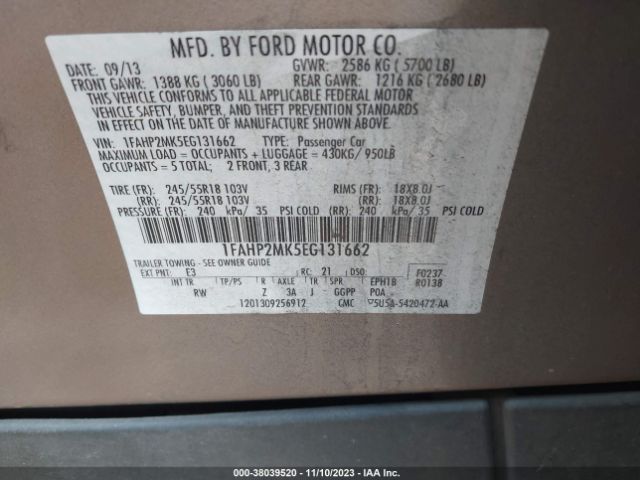 MFD. BY FORD MOTOR CO.
DATE: 09/13 GVWR: 2586 KG ( 5700 LB)
FRONT GAWR: 1388 KG ( 3060 LB) REAR GAWR: 1216 KG ( 2680 LB)
THIS VEHICLE CONFORMS TO ALL APPLICABLE FEDERAL MOTOR
VEHICLE SAFETY, BUMPER, AND THEFT PREVENTION STANDARDS
IN EFFECT ON THE DATE OF MANUFACTURE SHOWN ABOVE.
VIN: 1FAHP2MK5EG131662 TYPE: Passenger Car
MAXIMUM LOAD = OCCUPANTS + LUGGAGE = 430KG/ 950LB
OCCUPANTS: 5 TOTAL; 2 FRONT, 3 REAR
TIRE (FR): 245/55R18 103V RIMS (FR): 18X8.0J
(RR): 245/55R18 103V (RR): 18X8.0J
PRESSURE (FR): 240 kPa/ 35 PSI COLD (RR): 240 kPa/ 35 PSI COLD
1FAHP2MK5EG131662
TRAILER TOWING - SEE OWNER GUIDE
EXT PNT: E3 RC: 21 DSO: F0237
INT TR TP/PS R AXLE TR SPR EPH1B R0138
RW Z 3A J GGPP POA
1201309256912 CMC 5U5A-5420472-AA
000-38039520 — 11/10/2023 — IAA Inc.